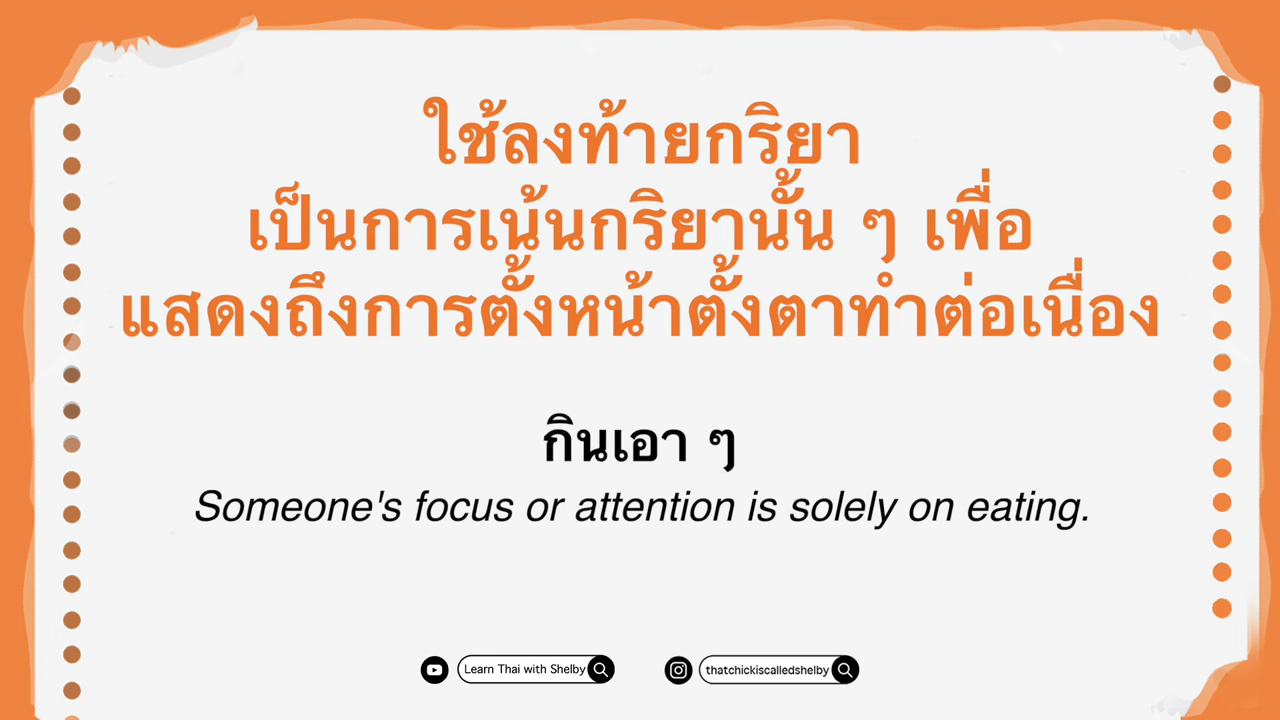 ใช้ลงท้ายกริยา
เป็นการเน้นกริยานั้น ๆ เพื่อ
แสดงถึงการตั้งหน้าตั้งตาทำต่อเนื่อง
กินเอา ๆ
Someone's focus or attention is solely on eating.
Learn Thai with Shelby
thatchickiscalledshelby